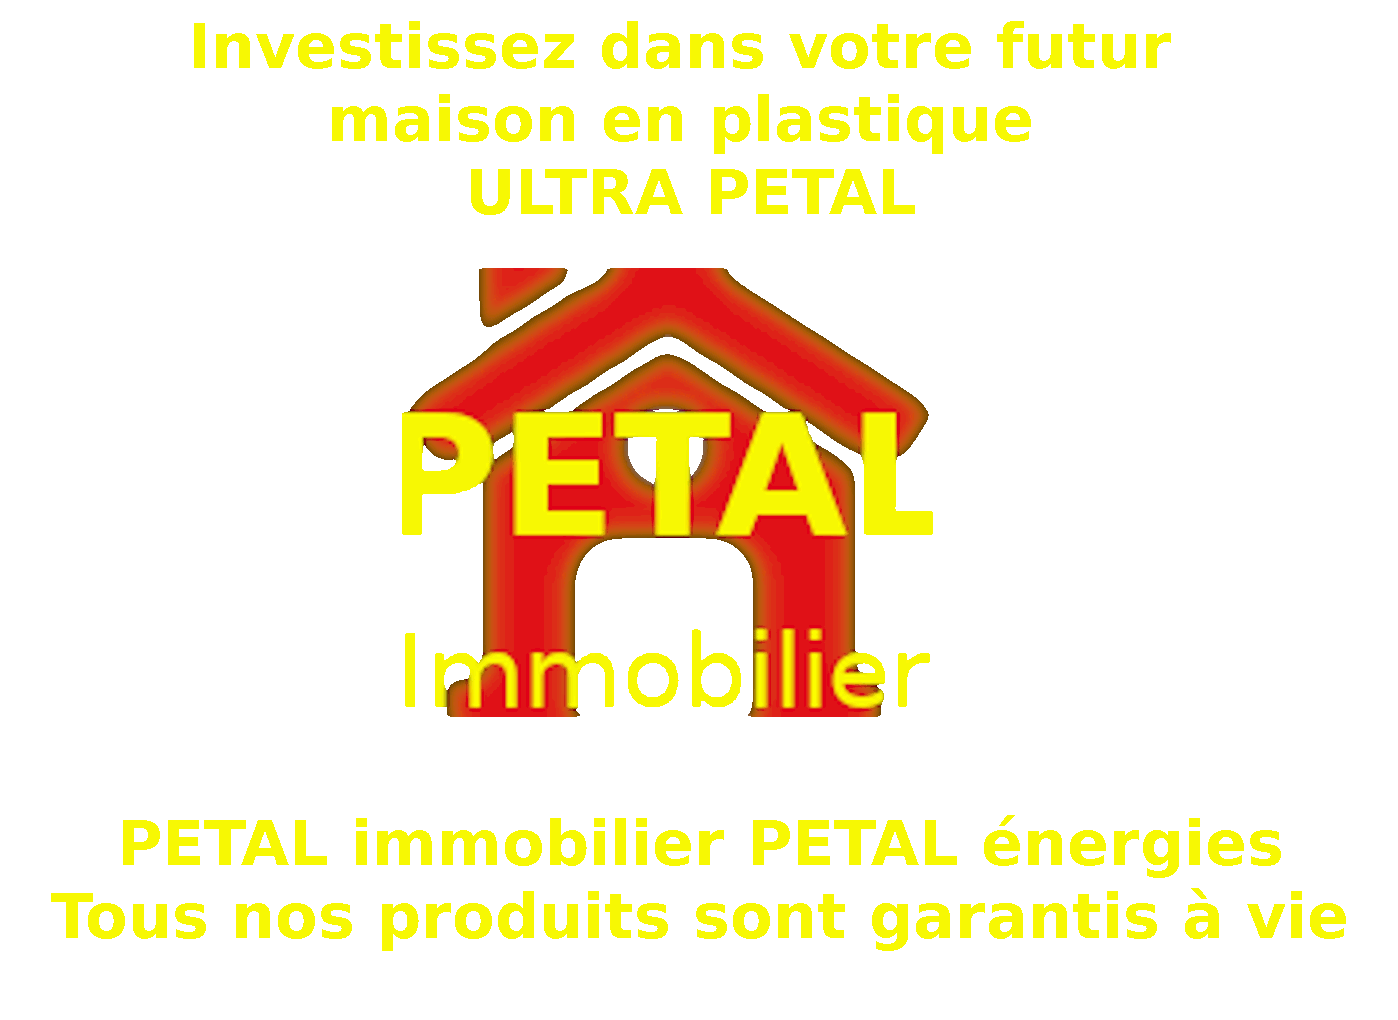 Investissez dans votre futur
maison en plastique
ULTRA PETAL
PETAL
Immobilier
PETAL immobilier PETAL énergies
Tous nos produits sont garantis à vie